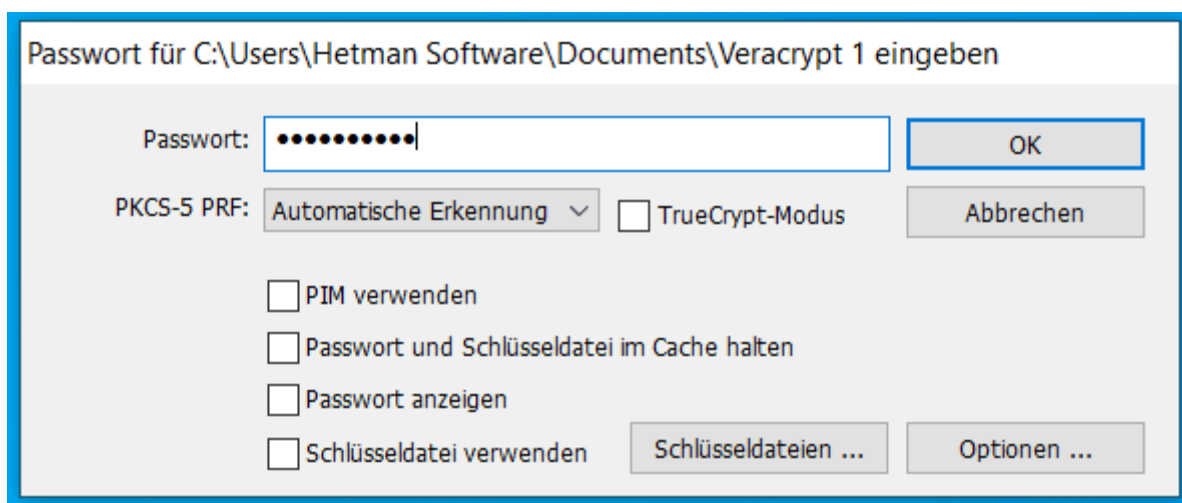 Passwort für C:\Users\Hetman Software\Documents\Veracrypt 1 eingeben
Passwort: •••••••••• OK
PKCS-5 PRF: Automatische Erkennung TrueCrypt-Modus Abbrechen
PIM verwenden
Passwort und Schlüsseldatei im Cache halten
Passwort anzeigen
Schlüsseldatei verwenden Schlüsseldateien ... Optionen ...